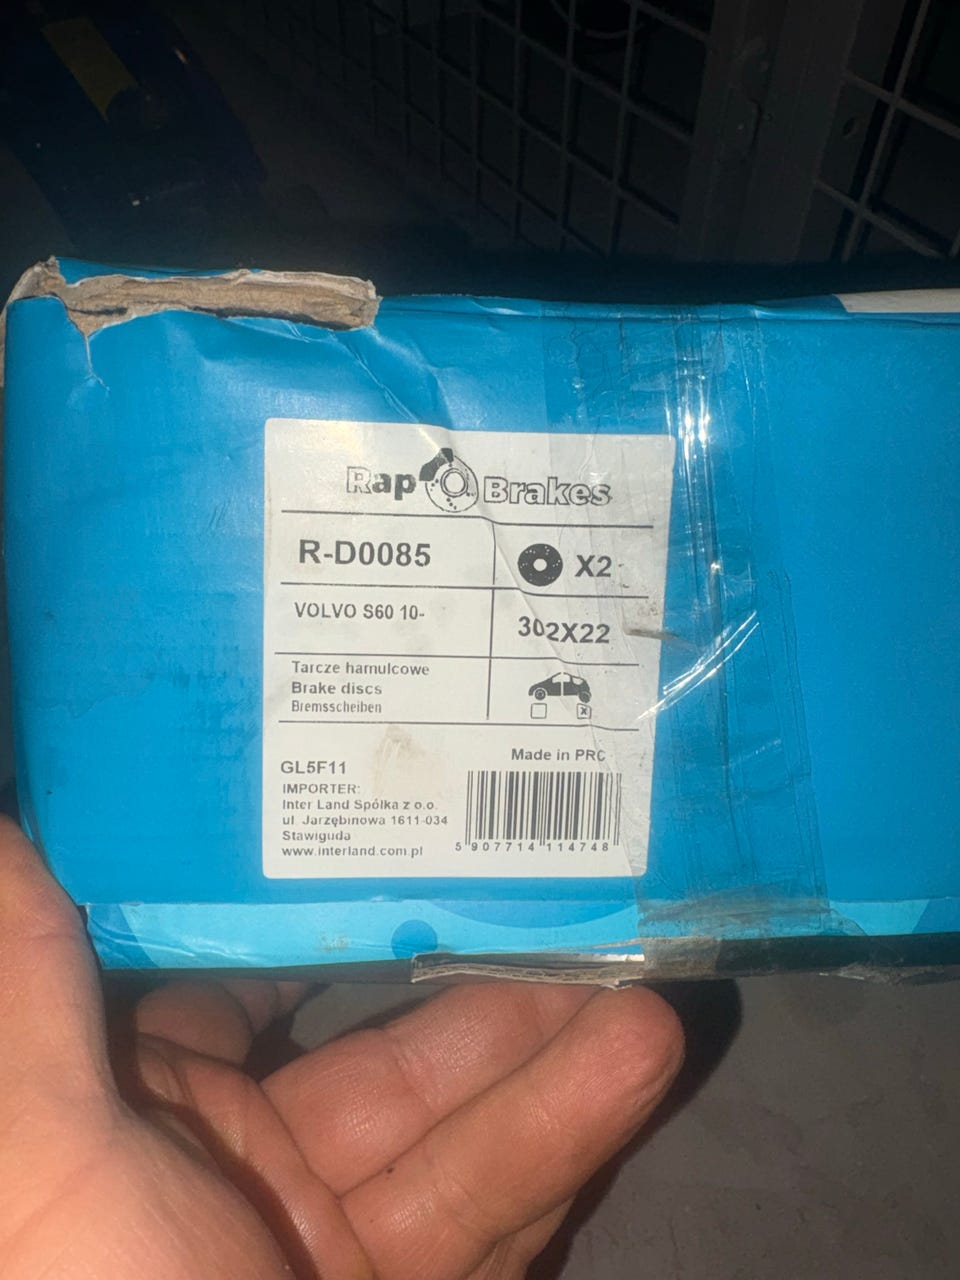 Rap Brakes
R-D0085
X2
VOLVO S60 10-
302X22
Tarcze hamulcowe
Brake discs
Bremsscheiben
x
Made in PRC
GL5F11
IMPORTER:
Inter Land Spólka z o.o.
ul. Jarzębinowa 1611-034
Stawiguda
www.interland.com.pl
5 907714 114748